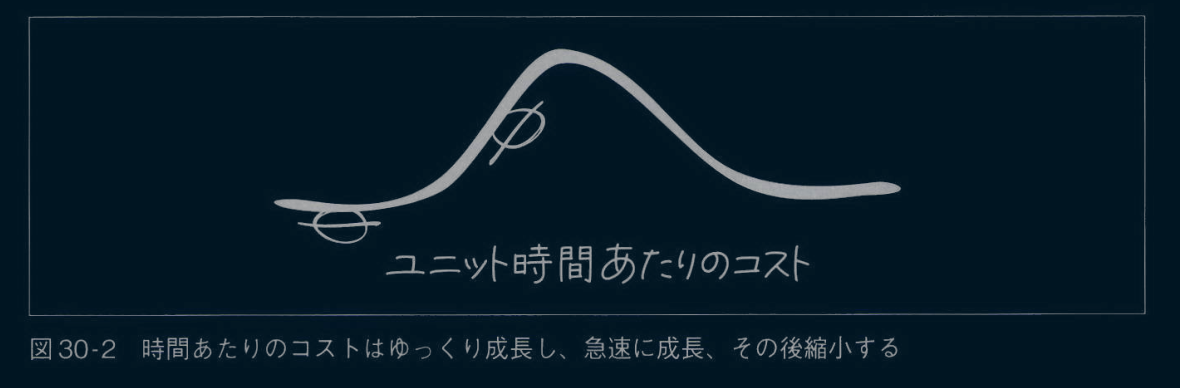 ユニット時間あたりのコスト
図30-2　時間あたりのコストはゆっくり成長し、急速に成長、その後縮小する